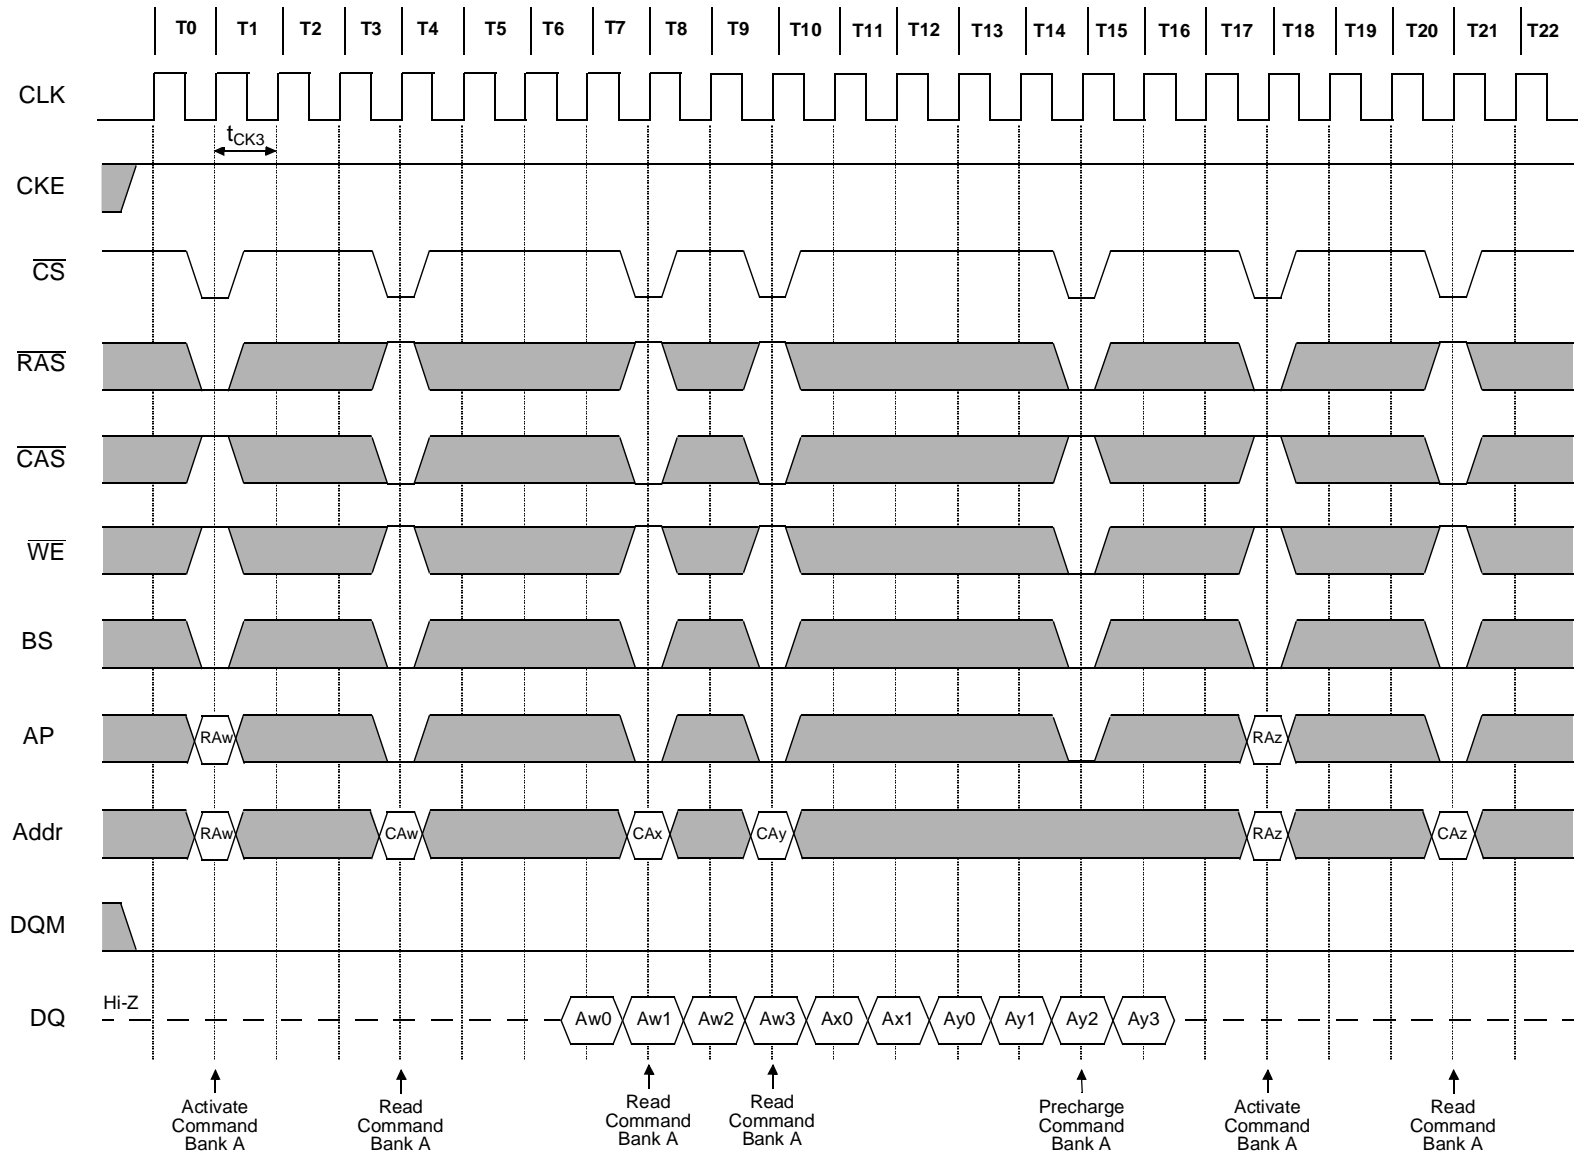 T0 T1 T2 T3 T4 T5 T6 T7 T8 T9 T10 T11 T12 T13 T14 T15 T16 T17 T18 T19 T20 T21 T22
CLK
tCK3
CKE
CS
RAS
CAS
WE
BS
AP RAw RAz
Addr RAw CAw CAx CAy RAz CAz
DQM
Hi-Z
DQ Aw0 Aw1 Aw2 Aw3 Ax0 Ax1 Ay0 Ay1 Ay2 Ay3
Activate
Command
Bank A
Read
Command
Bank A
Read
Command
Bank A
Read
Command
Bank A
Precharge
Command
Bank A
Activate
Command
Bank A
Read
Command
Bank A